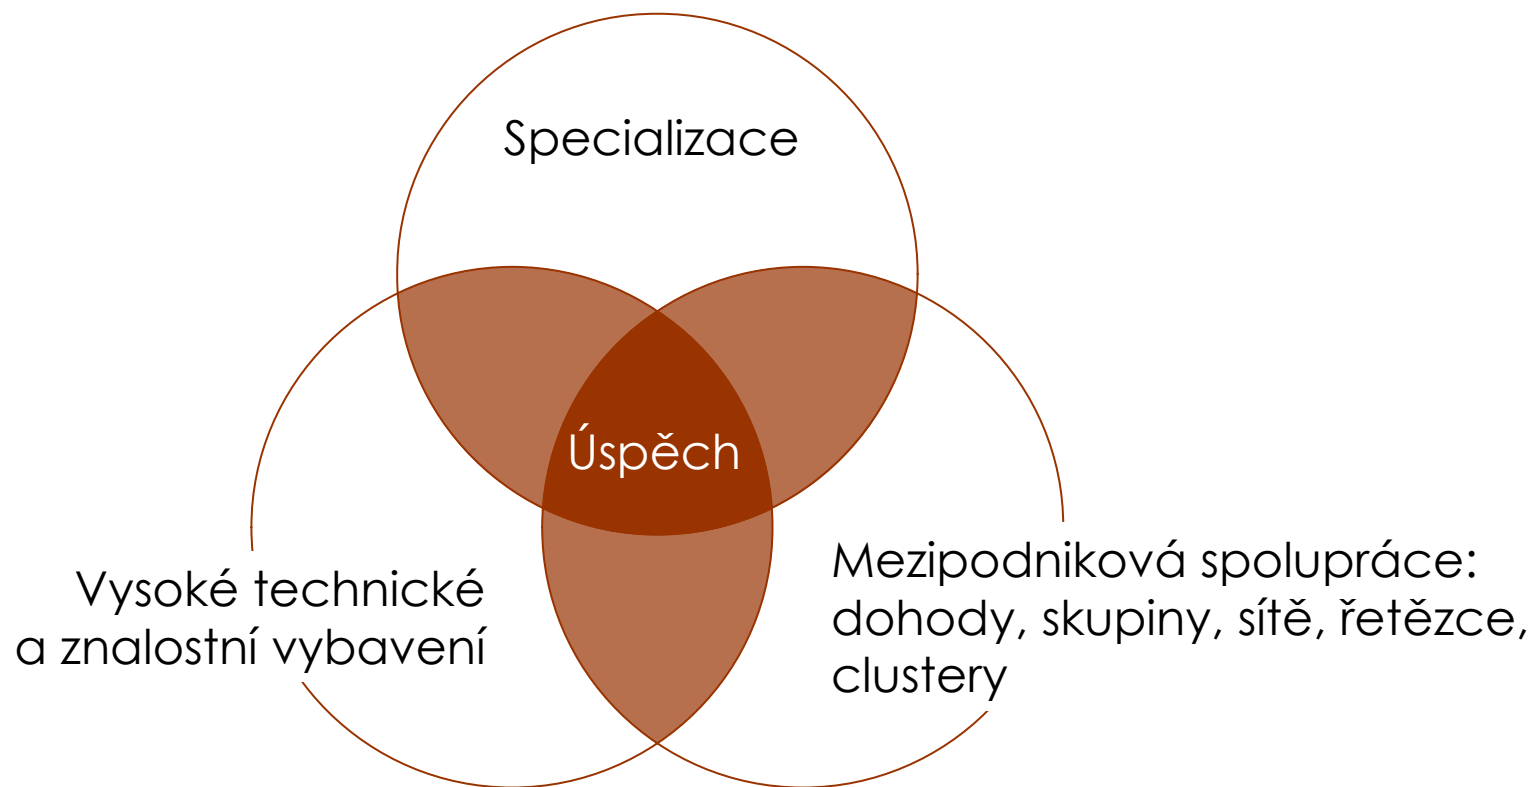 Specializace
Úspěch
Vysoké technické
a znalostní vybavení
Mezipodniková spolupráce:
dohody, skupiny, sítě, řetězce,
clustery